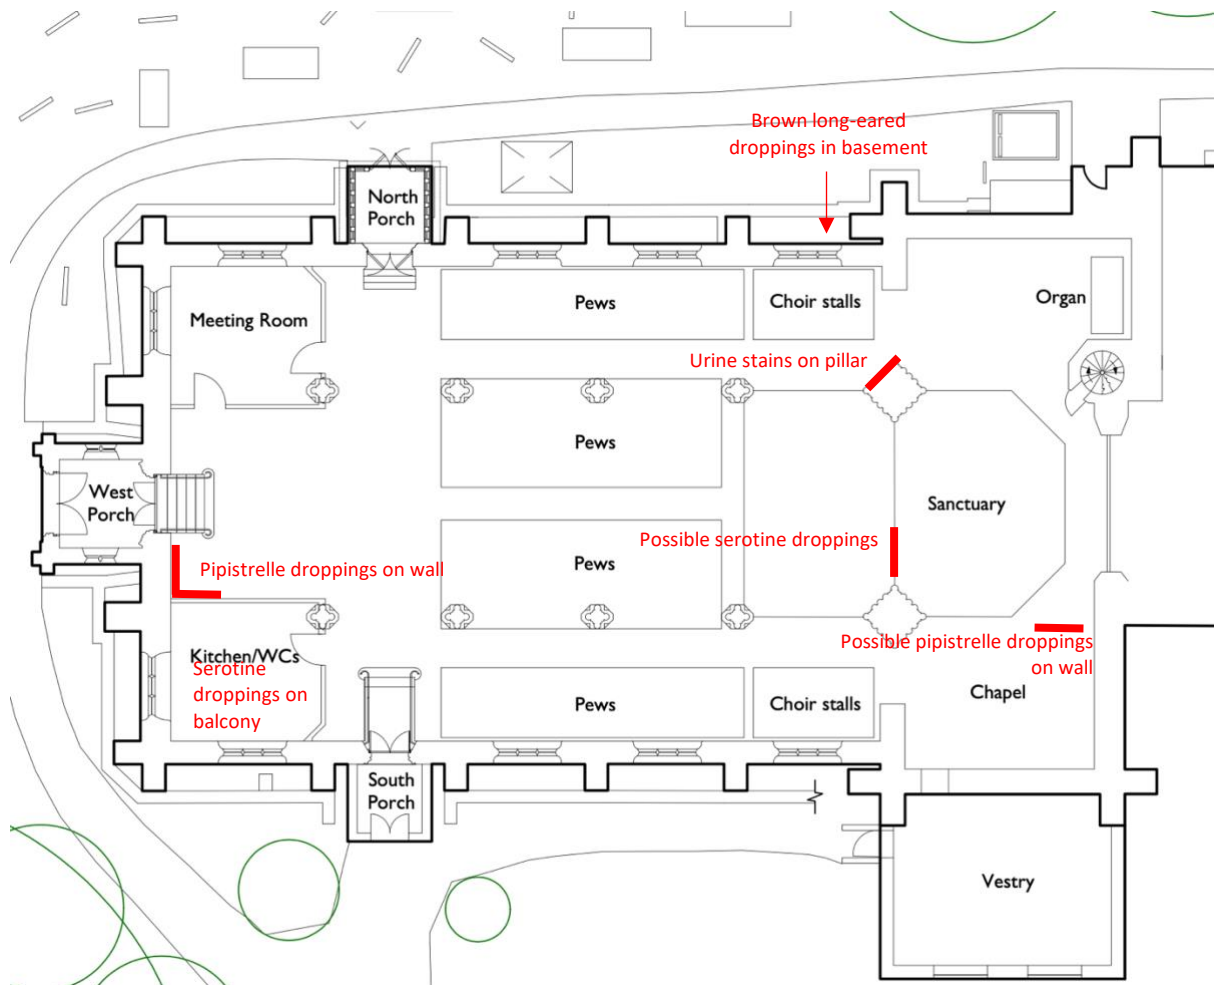 Brown long-eared
droppings in basement
North
Porch
Meeting Room
Pews
Choir stalls
Organ
Urine stains on pillar
Pews
West
Porch
Sanctuary
Possible serotine droppings
Pews
Pipistrelle droppings on wall
Kitchen/WCs
Serotine
droppings on
balcony
Possible pipistrelle droppings
on wall
Chapel
Pews
Choir stalls
South
Porch
Vestry